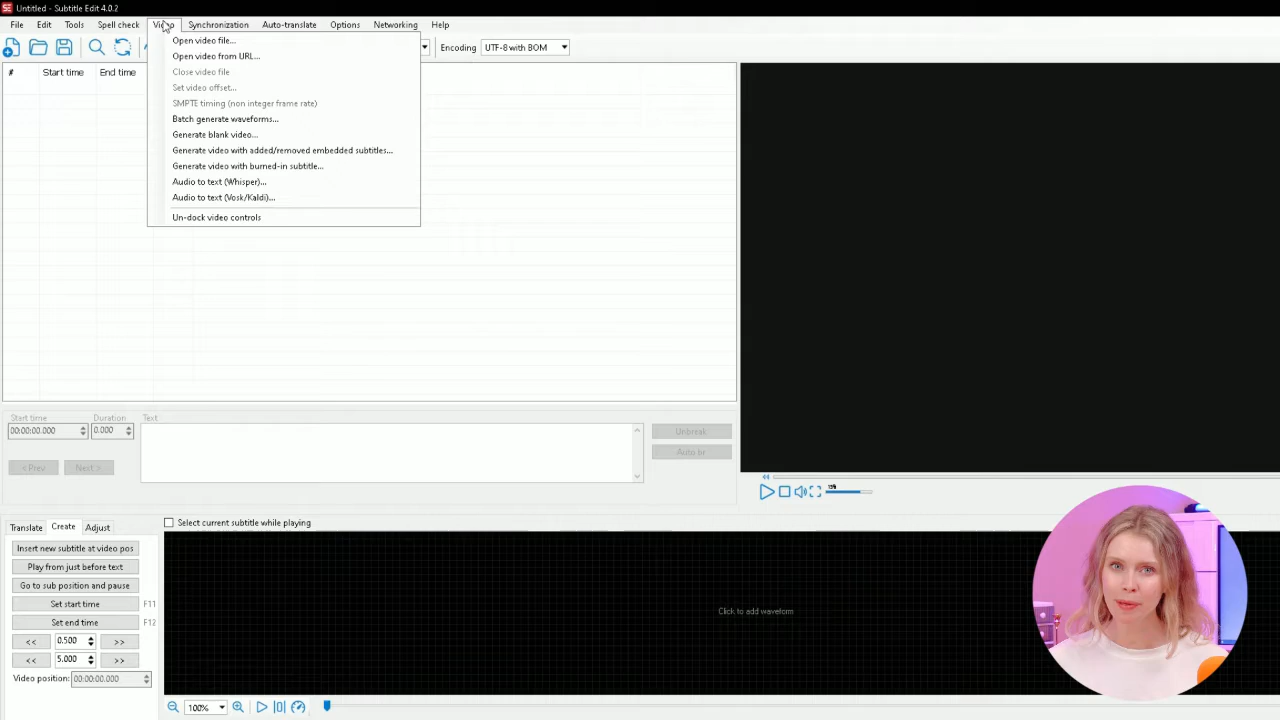 Untitled - Subtitle Edit 4.0.2
File Edit Tools Spell check Video Synchronization Auto-translate Options Networking Help
Encoding UTF-8 with BOM
# Start time End time
Open video file...
Open video from URL...
Close video file
Set video offset...
SMPTE timing (non integer frame rate)
Batch generate waveforms...
Generate blank video...
Generate video with added/removed embedded subtitles...
Generate video with burned-in subtitle...
Audio to text (Whisper)...
Audio to text (Vosk/Kaldi)...
Un-dock video controls
Start time Duration Text
00:00:00.000 0.000
Unbreak
Auto br
< Prev Next >
15%
Translate Create Adjust
Select current subtitle while playing
Insert new subtitle at video pos
Play from just before text
Go to sub position and pause
Set start time F11
Set end time F12
<< 0.500 >>
<< 5.000 >>
Video position: 00:00:00.000
Click to add waveform
100%